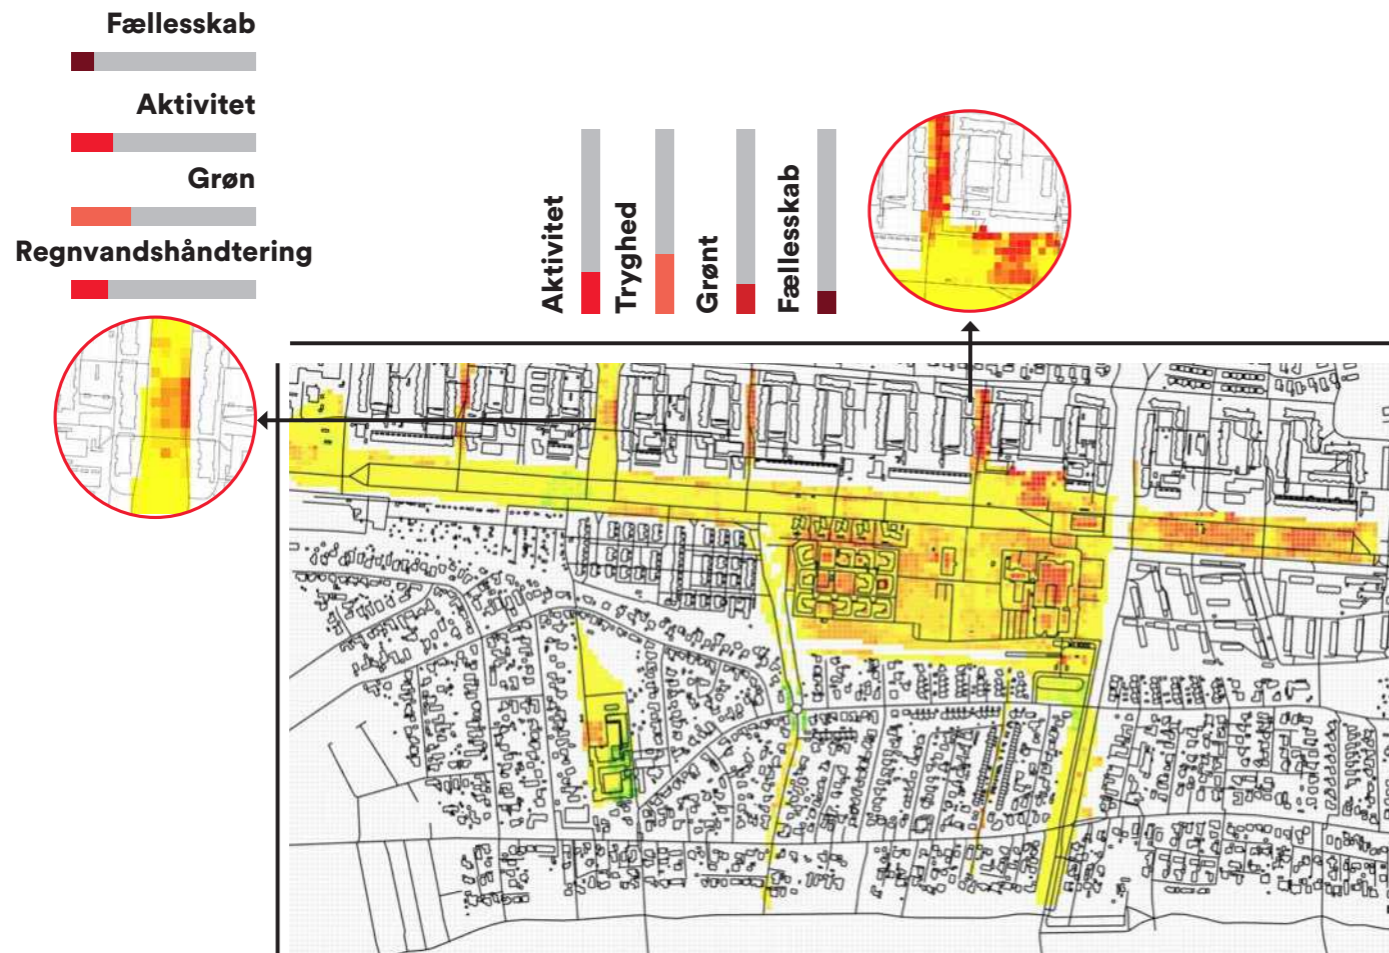 Fællesskab
Aktivitet
Grøn
Regnvandshåndtering
Aktivitet
Tryghed
Grønt
Fællesskab